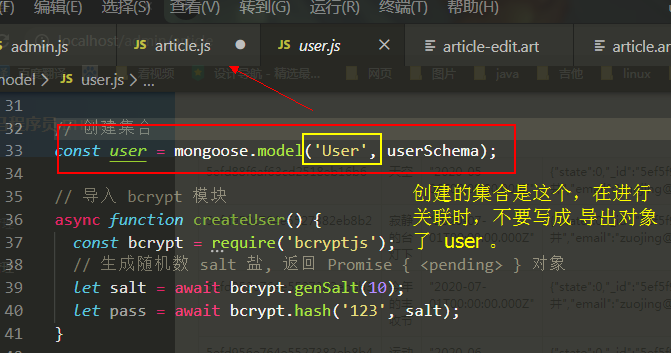 编辑(E) 选择(S) 查看(V) 转到(G) 运行(R) 终端(T) 帮助(H)
admin.js article.js user.js article-edit.art article.ar
model > user.js > ...
31
32 // 创建集合
33 const user = mongoose.model('User', userSchema);
创建的集合是这个，在进行
关联时，不要写成 导出对象
了 user 。
35 // 导入 bcrypt 模块
36 async function createUser() {
37 const bcrypt = require('bcryptjs');
38 // 生成随机数 salt 盐, 返回 Promise { <pending> } 对象
39 let salt = await bcrypt.genSalt(10);
40 let pass = await bcrypt.hash('123', salt);
41 }